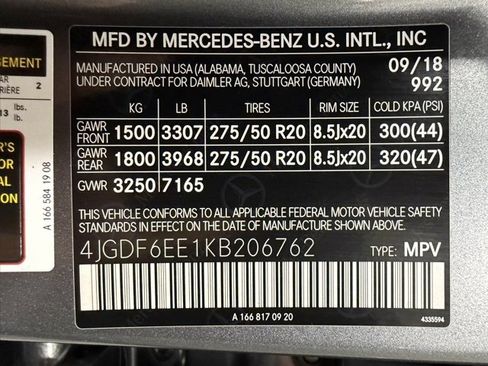 MFD BY MERCEDES-BENZ U.S. INTL., INC
MANUFACTURED IN USA (ALABAMA, TUSCALOOSA COUNTY) 09/18
UNDER CONTRACT FOR DAIMLER AG, STUTTGART (GERMANY) 992
KG LB TIRES RIM SIZE COLD KPA (PSI)
GAWR FRONT 1500 3307 275/50 R20 8.5Jx20 300(44)
GAWR REAR 1800 3968 275/50 R20 8.5Jx20 320(47)
GVWR 3250 7165
THIS VEHICLE CONFORMS TO ALL APPLICABLE FEDERAL MOTOR VEHICLE SAFETY
STANDARDS IN EFFECT ON THE DATE OF MANUFACTURE SHOWN ABOVE.
4JGDF6EE1KB206762 TYPE: MPV
A 166 817 09 20
4335594
2
lbs.
lbs.
A 166 584 19 08